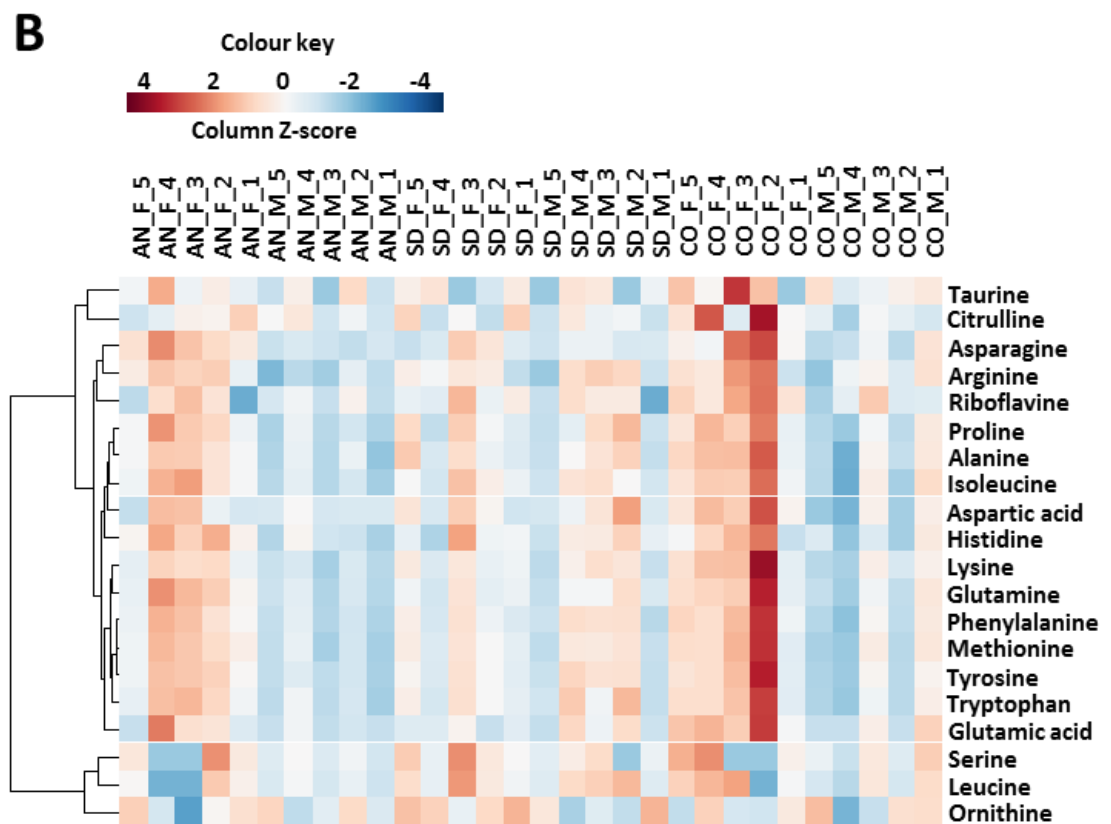 B
Colour key
4 2 0 -2 -4
Column Z-score
AN_F_5 AN_F_4 AN_F_3 AN_F_2 AN_F_1 AN_M_5 AN_M_4 AN_M_3 AN_M_2 AN_M_1 SD_F_5 SD_F_4 SD_F_3 SD_F_2 SD_F_1 SD_M_5 SD_M_4 SD_M_3 SD_M_2 SD_M_1 CO_F_5 CO_F_4 CO_F_3 CO_F_2 CO_F_1 CO_M_5 CO_M_4 CO_M_3 CO_M_2 CO_M_1
Taurine
Citrulline
Asparagine
Arginine
Riboflavine
Proline
Alanine
Isoleucine
Aspartic acid
Histidine
Lysine
Glutamine
Phenylalanine
Methionine
Tyrosine
Tryptophan
Glutamic acid
Serine
Leucine
Ornithine